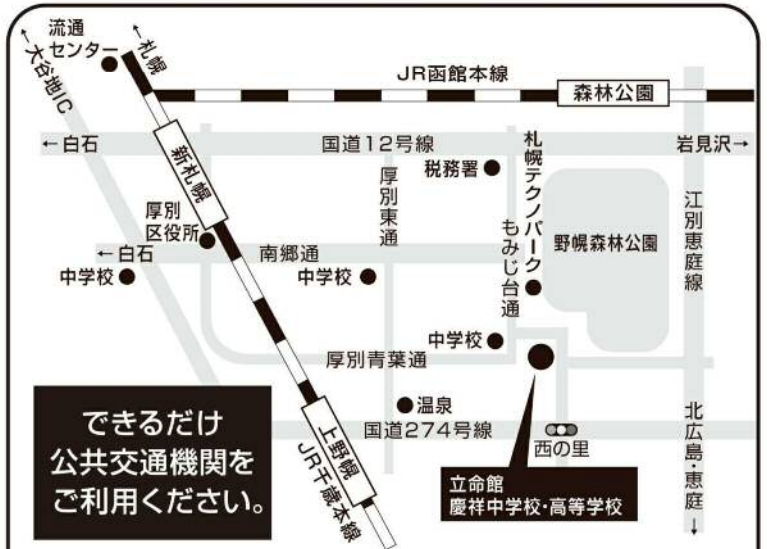 流通
センター
←札幌
←大谷地IC
JR函館本線
森林公園
←白石
国道12号線
岩見沢→
新札幌
税務署
札幌テクノパーク
もみじ台通
厚別東通
野幌森林公園
江別恵庭線
厚別
区役所
←白石
南郷通
中学校
中学校
中学校
厚別青葉通
温泉
国道274号線
西の里
北広島・恵庭→
上野幌
JR千歳本線
できるだけ
公共交通機関を
ご利用ください。
立命館
慶祥中学校・高等学校